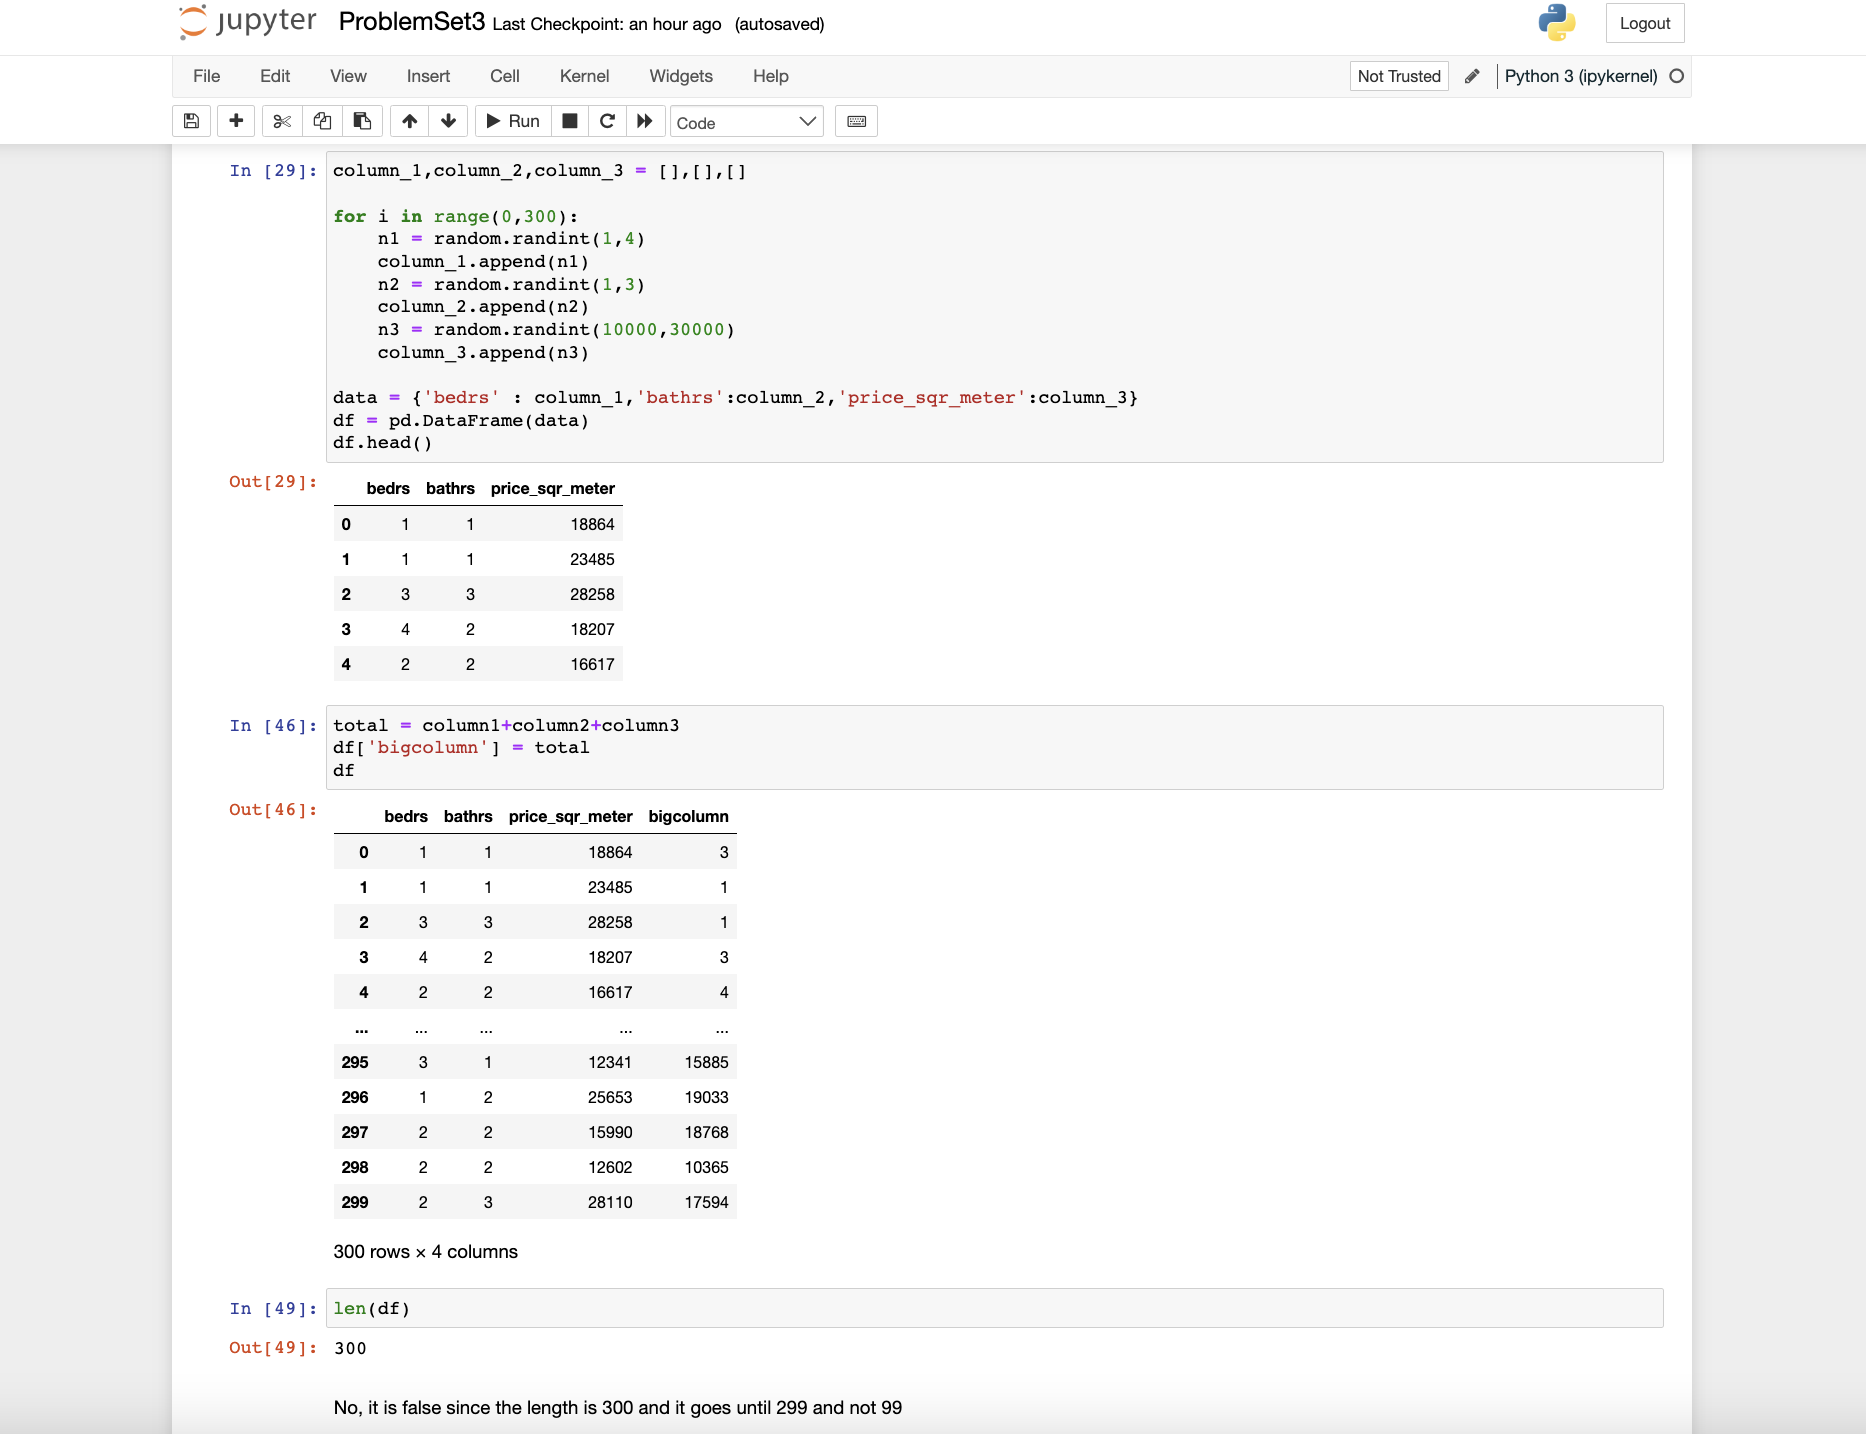 jupyter ProblemSet3 Last Checkpoint: an hour ago (autosaved) Logout
File Edit View Insert Cell Kernel Widgets Help Not Trusted Python 3 (ipykernel)
Run Code
In [29]: column_1,column_2,column_3 = [],[],[]
for i in range(0,300):
    n1 = random.randint(1,4)
    column_1.append(n1)
    n2 = random.randint(1,3)
    column_2.append(n2)
    n3 = random.randint(10000,30000)
    column_3.append(n3)
data = {'bedrs' : column_1,'bathrs':column_2,'price_sqr_meter':column_3}
df = pd.DataFrame(data)
df.head()
Out[29]:
bedrs bathrs price_sqr_meter
0 1 1 18864
1 1 1 23485
2 3 3 28258
3 4 2 18207
4 2 2 16617
In [46]: total = column1+column2+column3
df['bigcolumn'] = total
df
Out[46]:
bedrs bathrs price_sqr_meter bigcolumn
0 1 1 18864 3
1 1 1 23485 1
2 3 3 28258 1
3 4 2 18207 3
4 2 2 16617 4
... ... ... ... ...
295 3 1 12341 15885
296 1 2 25653 19033
297 2 2 15990 18768
298 2 2 12602 10365
299 2 3 28110 17594
300 rows × 4 columns
In [49]: len(df)
Out[49]: 300
No, it is false since the length is 300 and it goes until 299 and not 99